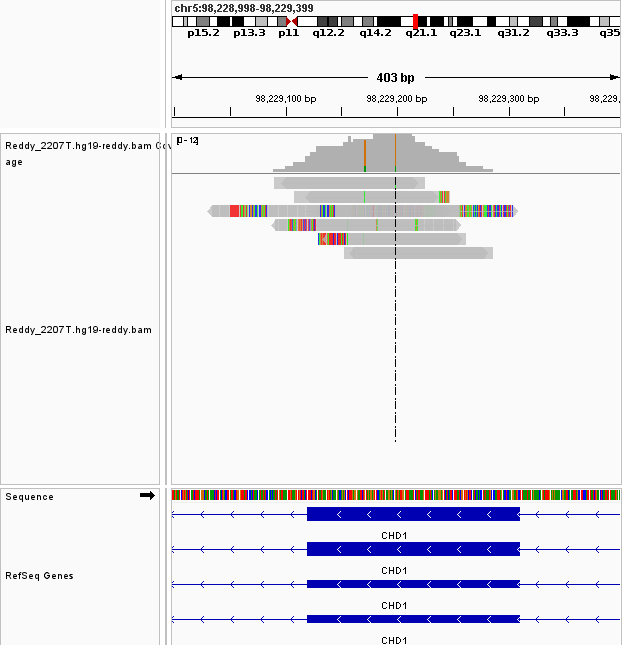 chr5:98,228,998-98,229,399
p15.2 p13.3 p11 q12.2 q14.2 q21.1 q23.1 q31.2 q33.3 q35
403 bp
98,229,100 bp 98,229,200 bp 98,229,300 bp 98,229,
Reddy_2207T.hg19-reddy.bam Cov
age
[0 - 12]
Reddy_2207T.hg19-reddy.bam
Sequence
CHD1
CHD1
RefSeq Genes
CHD1
CHD1